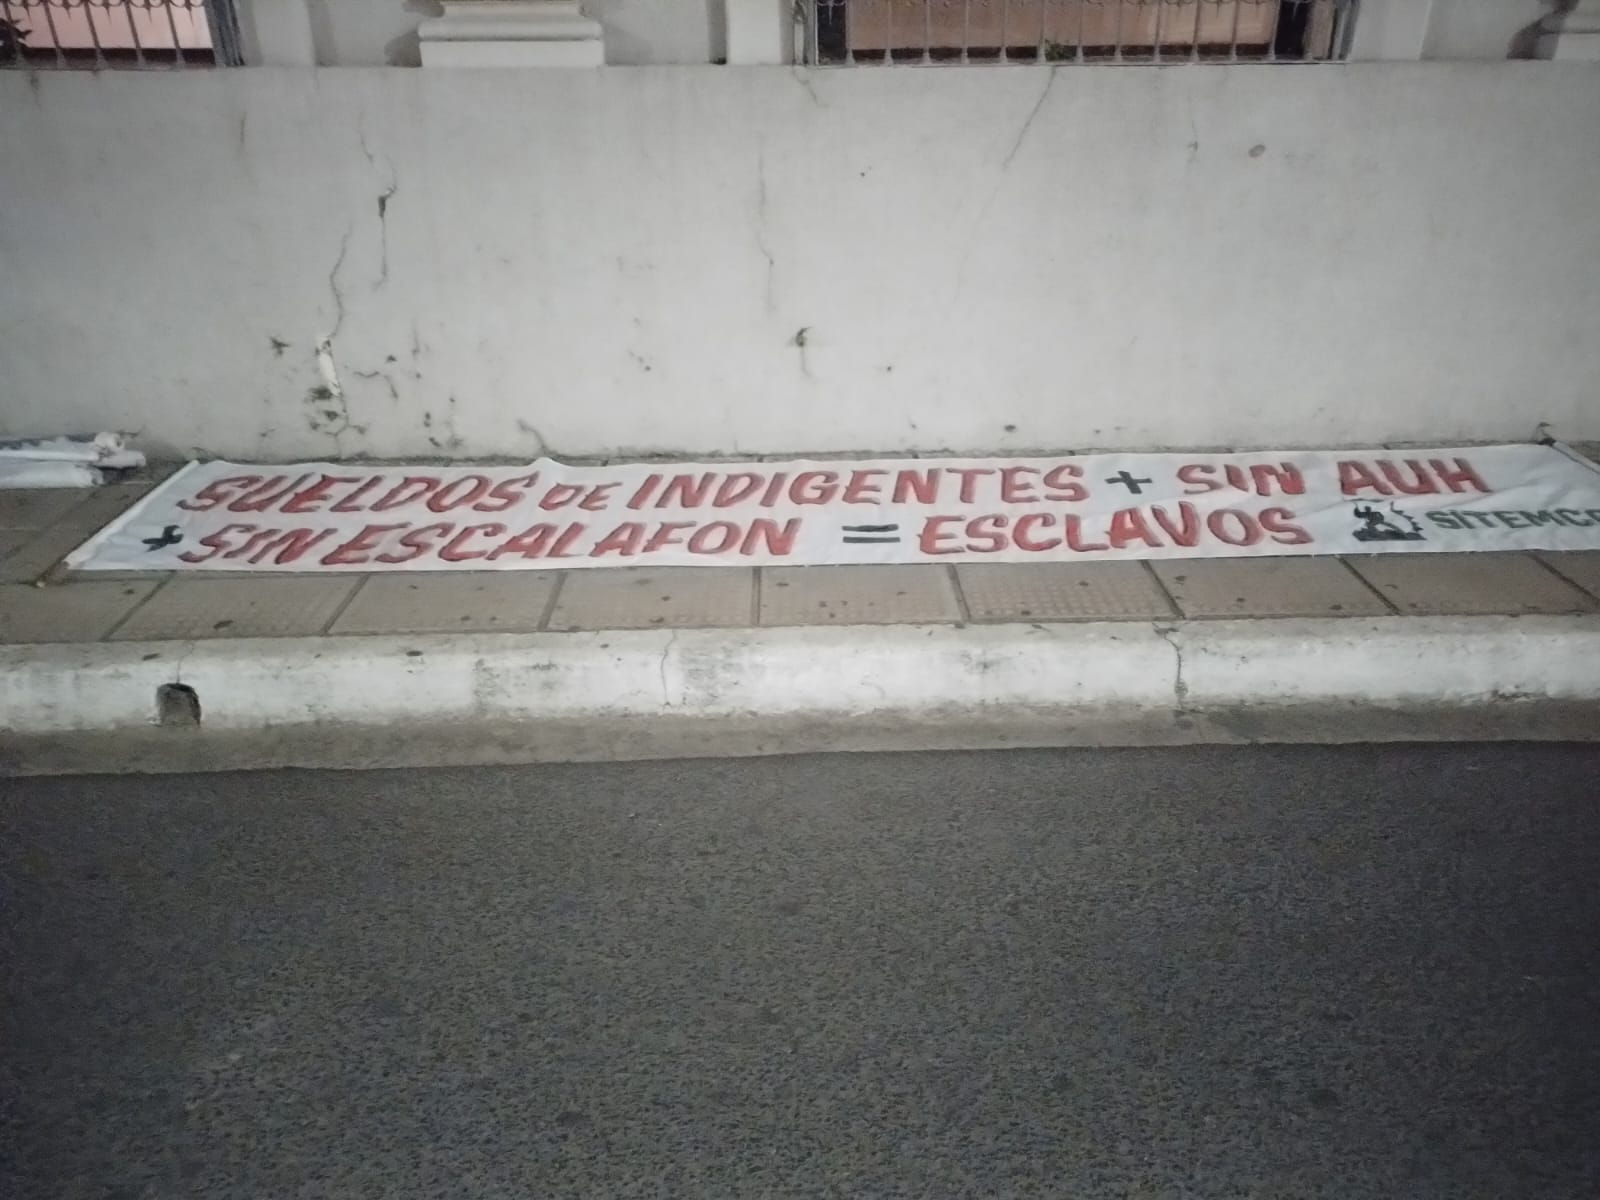 SUELDOS DE INDIGENTES + SIN AUH
+ SIN ESCALAFON = ESCLAVOS